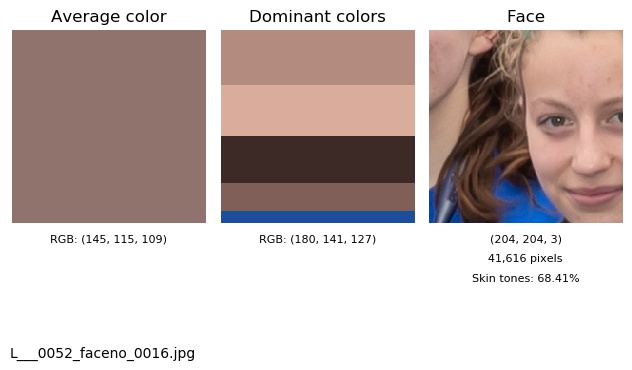 Average color
Dominant colors
Face
RGB: (145, 115, 109)
RGB: (180, 141, 127)
(204, 204, 3)
41,616 pixels
Skin tones: 68.41%
L___0052_faceno_0016.jpg